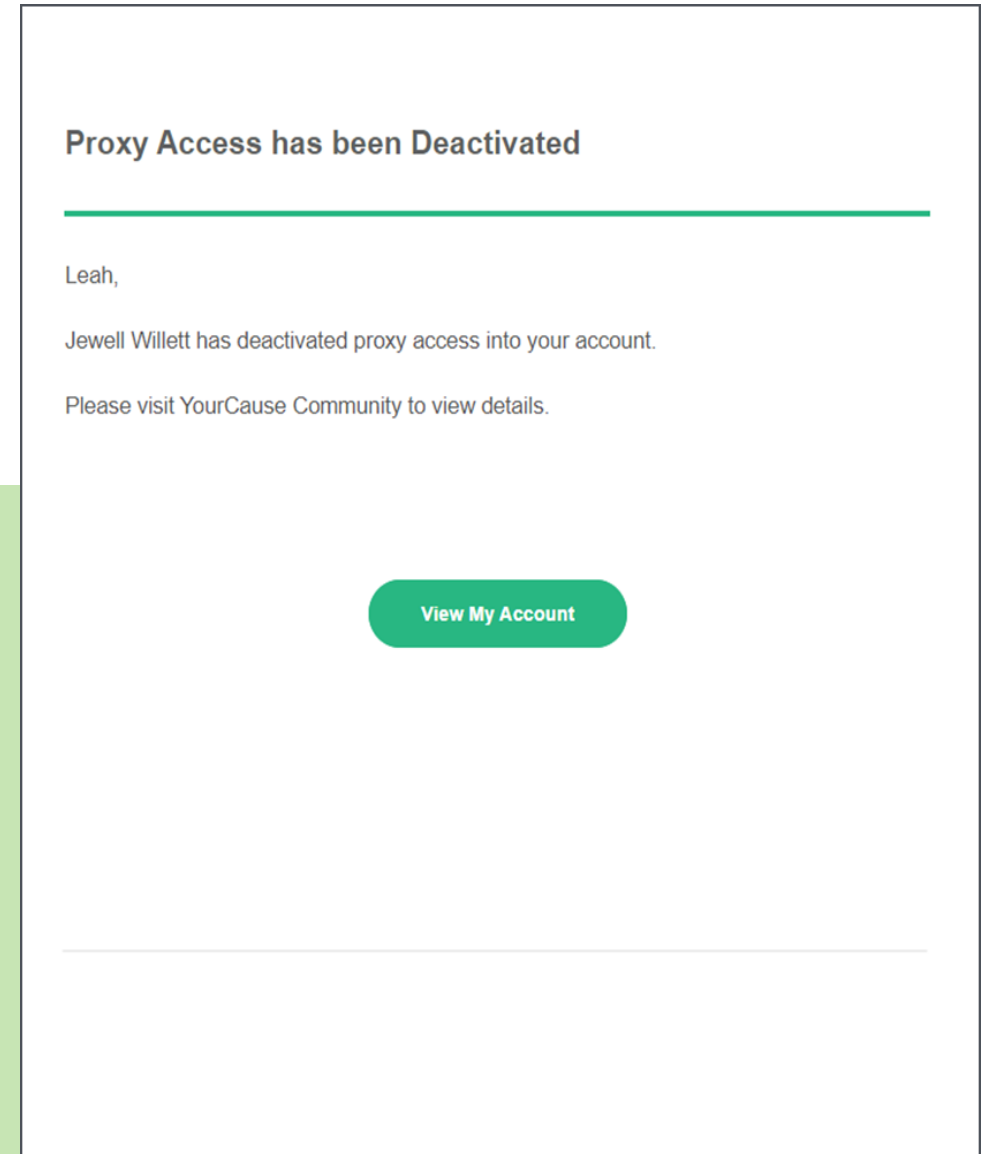 Proxy Access has been Deactivated
Leah,
Jewell Willett has deactivated proxy access into your account.
Please visit YourCause Community to view details.
View My Account